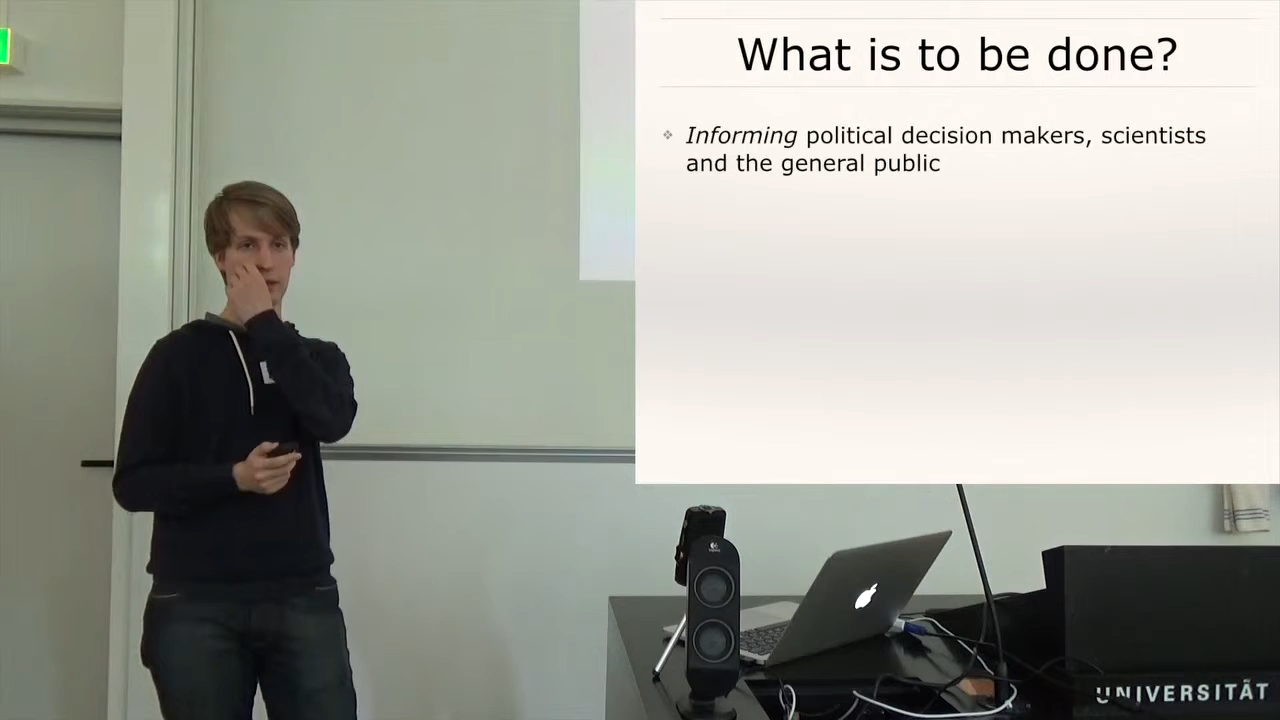 What is to be done?
Informing political decision makers, scientists
and the general public
UNIVERSITÄT